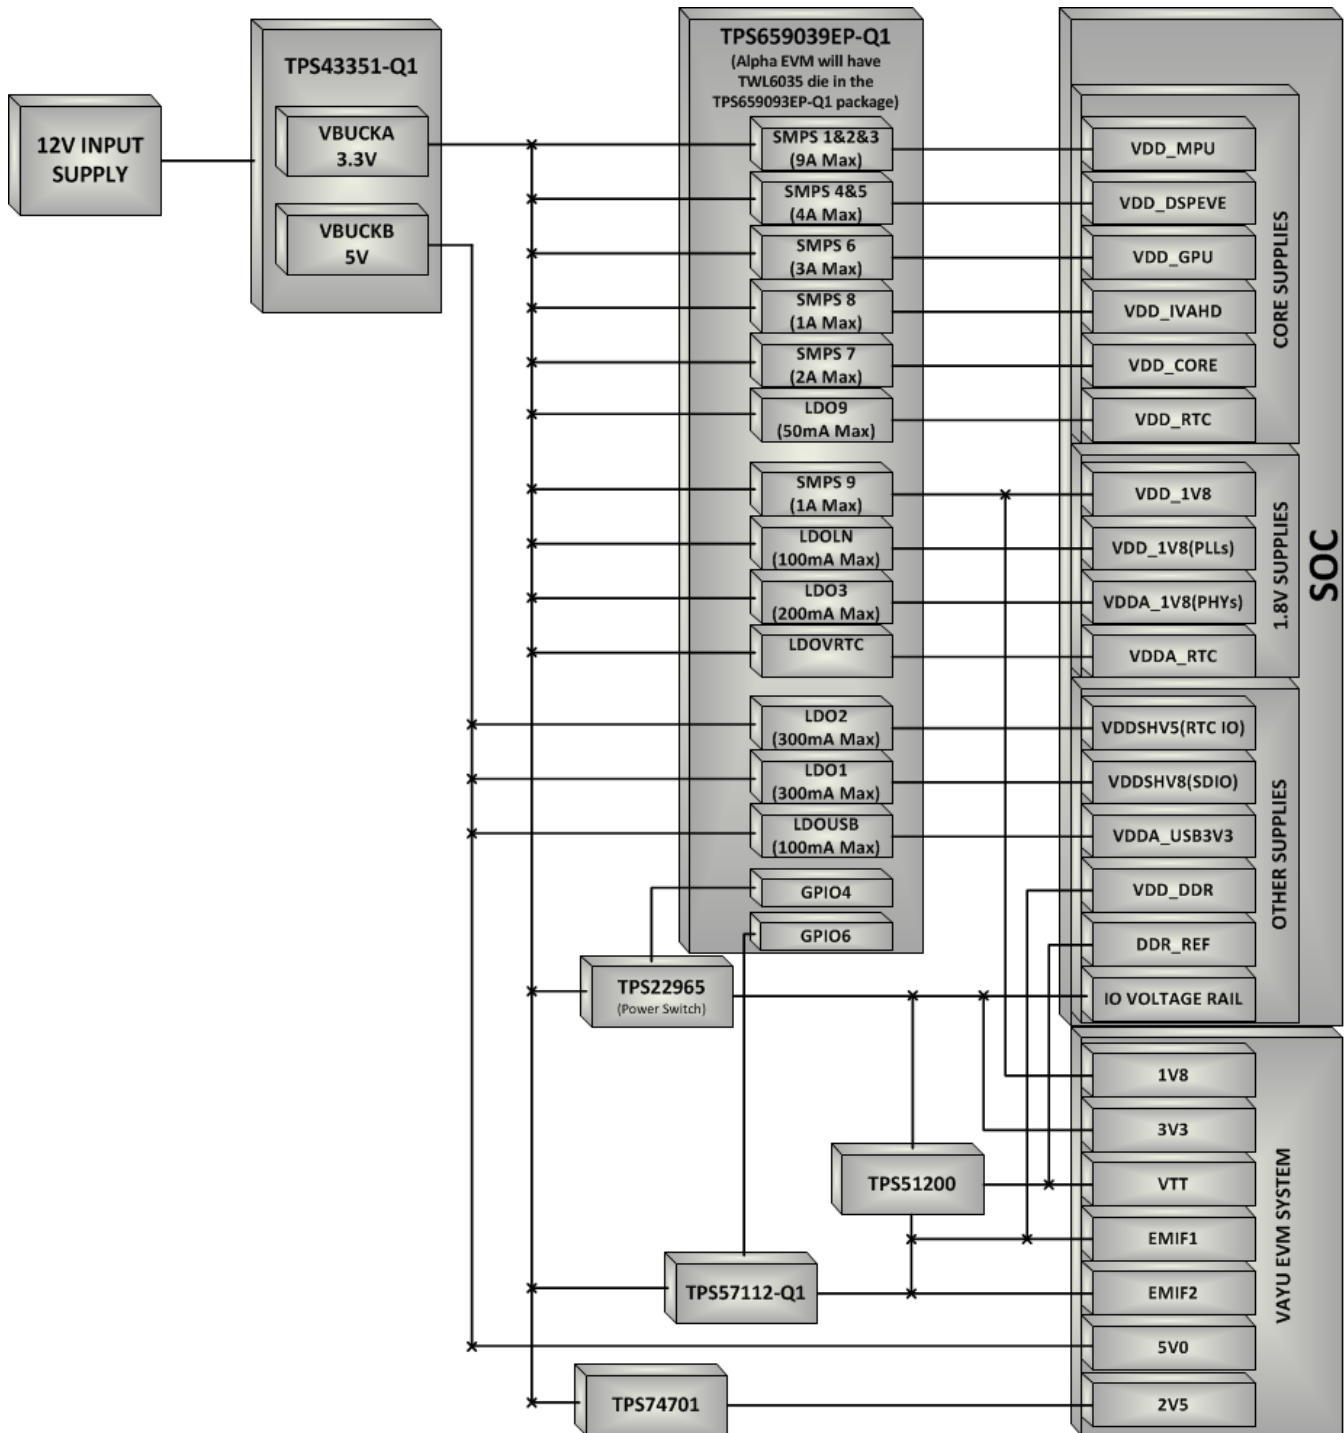 12V INPUT
SUPPLY
TPS43351-Q1
VBUCKA
3.3V
VBUCKB
5V
TPS659039EP-Q1
(Alpha EVM will have
TWL6035 die in the
TPS659093EP-Q1 package)
SMPS 1&2&3
(9A Max)
SMPS 4&5
(4A Max)
SMPS 6
(3A Max)
SMPS 8
(1A Max)
SMPS 7
(2A Max)
LDO9
(50mA Max)
SMPS 9
(1A Max)
LDOLN
(100mA Max)
LDO3
(200mA Max)
LDOVRTC
LDO2
(300mA Max)
LDO1
(300mA Max)
LDOUSB
(100mA Max)
GPIO4
GPIO6
TPS22965
(Power Switch)
TPS51200
TPS57112-Q1
TPS74701
VDD_MPU
VDD_DSPEVE
VDD_GPU
VDD_IVAHD
VDD_CORE
VDD_RTC
CORE SUPPLIES
VDD_1V8
VDD_1V8(PLLs)
VDDA_1V8(PHYs)
VDDA_RTC
1.8V SUPPLIES
VDDSHV5(RTC IO)
VDDSHV8(SDIO)
VDDA_USB3V3
VDD_DDR
DDR_REF
IO VOLTAGE RAIL
OTHER SUPPLIES
SOC
1V8
3V3
VTT
EMIF1
EMIF2
5V0
2V5
VAYU EVM SYSTEM